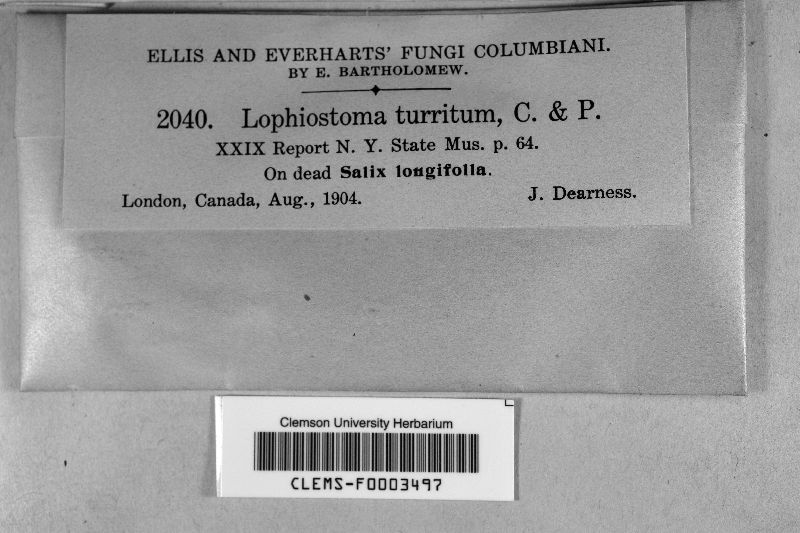 ELLIS AND EVERHARTS' FUNGI COLUMBIANI.
BY E. BARTHOLOMEW.
2040. Lophiostoma turritum, C. & P.
XXIX Report N. Y. State Mus. p. 64.
On dead Salix longifolia.
London, Canada, Aug., 1904. J. Dearness.
Clemson University Herbarium
CLEMS-F0003497